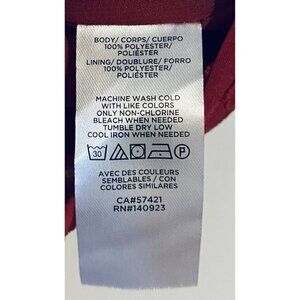 BODY/ CORPS/ CUERPO
100% POLYESTER/
POLIÉSTER
LINING/ DOUBLURE/ FORRO
100% POLYESTER/
POLIÉSTER
MACHINE WASH COLD
WITH LIKE COLORS
ONLY NON-CHLORINE
BLEACH WHEN NEEDED
TUMBLE DRY LOW
COOL IRON WHEN NEEDED
30 P
AVEC DES COULEURS
SEMBLABLES / CON
COLORES SIMILARES
CA#57421
RN#140923